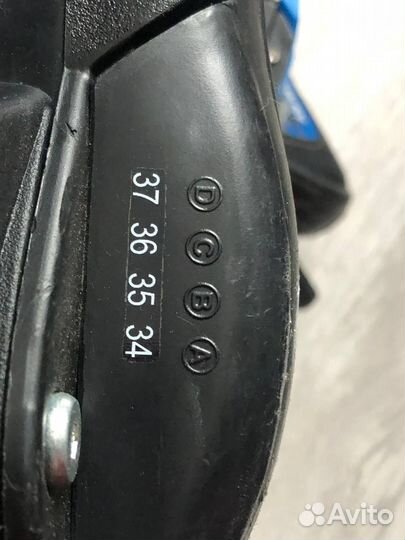 Ⓓ Ⓒ Ⓑ Ⓐ
37 36 35 34
Avito